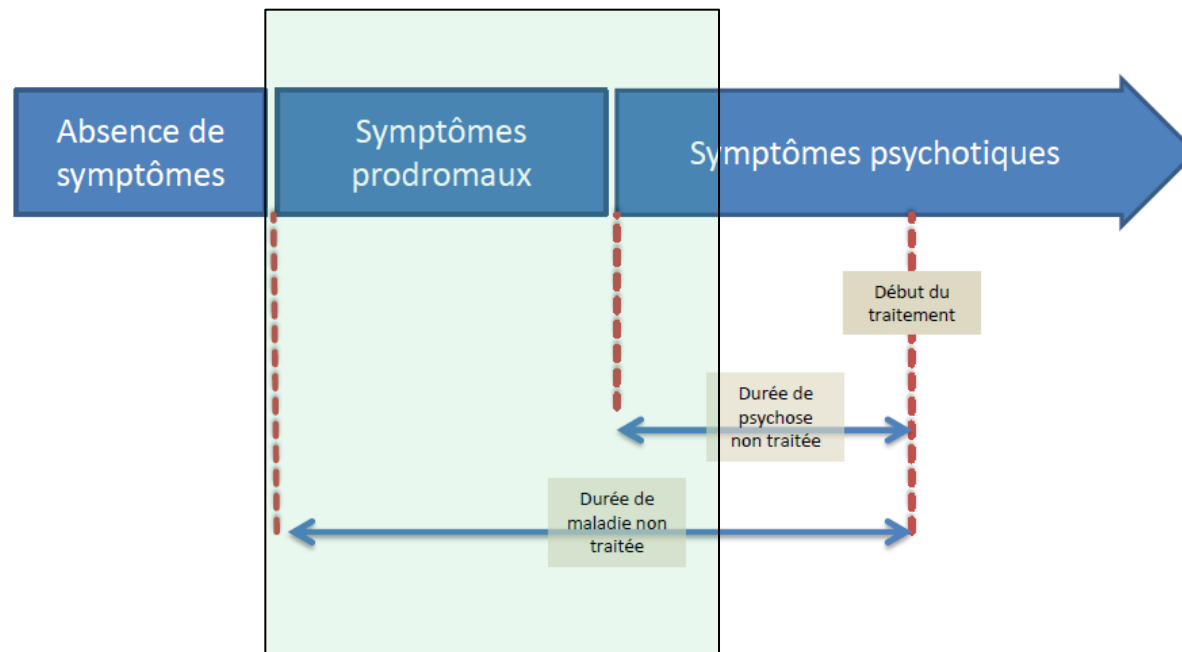 Absence de
symptômes
Symptômes
prodromaux
Symptômes psychotiques
Début du
traitement
Durée de
psychose
non traitée
Durée de
maladie non
traitée